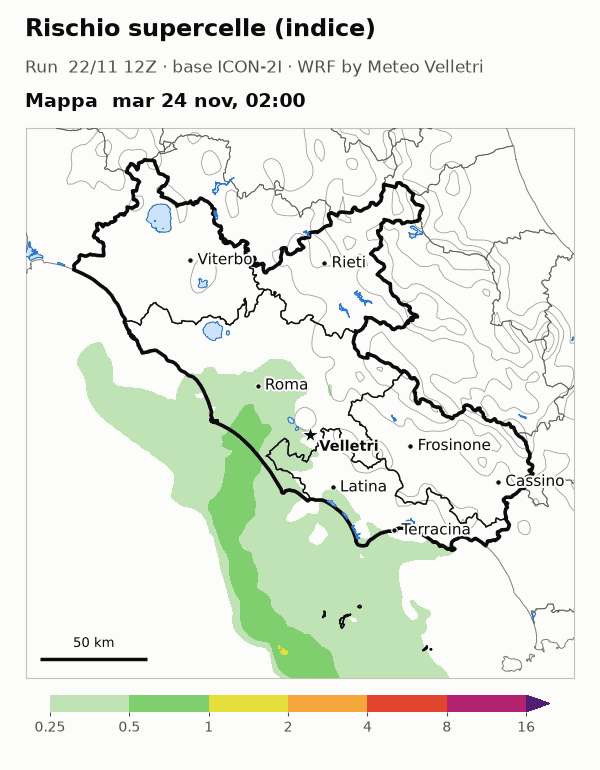 Rischio supercelle (indice)
Run  22/11 12Z · base ICON-2I · WRF by Meteo Velletri
Mappa  mar 24 nov, 02:00
Viterbo
Rieti
Roma
Velletri
Frosinone
Cassino
Latina
Terracina
50 km
0.25 0.5 1 2 4 8 16